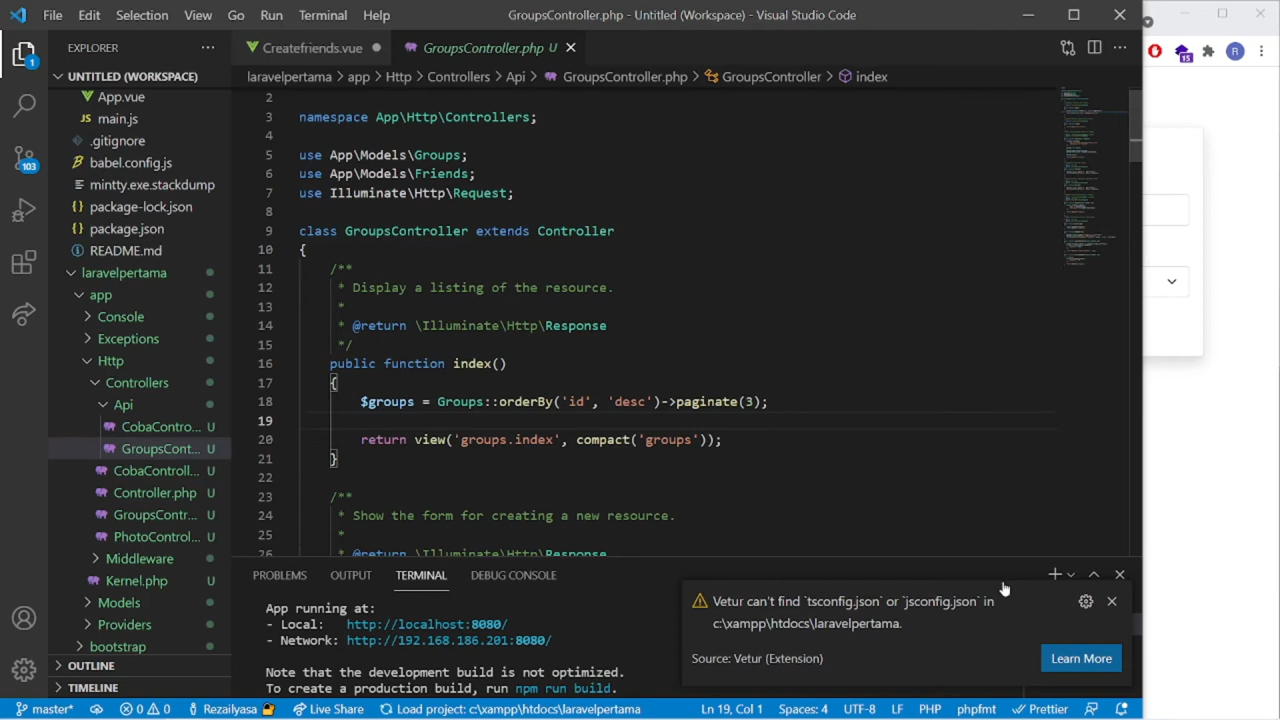 File Edit Selection View Go Run Terminal Help GroupsController.php - Untitled (Workspace) - Visual Studio Code
EXPLORER
Createfriends.vue
GroupsController.php U
UNTITLED (WORKSPACE)
laravelpertama > app > Http > Controllers > Api > GroupsController.php > GroupsController > index
App.vue
main.js
.gitignore
babel.config.js
mintty.exe.stackdump
package-lock.json
package.json
README.md
laravelpertama
app
Console
Exceptions
Http
Controllers
Api
CobaContro... U
GroupsCont... U
CobaControll... U
Controller.php U
GroupsContr... U
PhotoControl... U
Middleware
Kernel.php U
Models
Providers
bootstrap
OUTLINE
TIMELINE
1
103
2
3 namespace App\Http\Controllers;
4
5 use App\Models\Groups;
6 use App\Models\Friends;
7 use Illuminate\Http\Request;
8
9 class GroupsController extends Controller
10 {
11 /**
12 * Display a listing of the resource.
13 *
14 * @return \Illuminate\Http\Response
15 */
16 public function index()
17 {
18 $groups = Groups::orderBy('id', 'desc')->paginate(3);
19
20 return view('groups.index', compact('groups'));
21 }
22
23 /**
24 * Show the form for creating a new resource.
25 *
26 * @return \Illuminate\Http\Response
PROBLEMS OUTPUT TERMINAL DEBUG CONSOLE
App running at:
- Local: http://localhost:8080/
- Network: http://192.168.186.201:8080/
Note that the development build is not optimized.
To create a production build, run npm run build.
Vetur can't find `tsconfig.json` or `jsconfig.json` in
c:\xampp\htdocs\laravelpertama.
Source: Vetur (Extension)
Learn More
15
R
master* 0 0 Rezailyasa Live Share Load project: c:\xampp\htdocs\laravelpertama Ln 19, Col 1 Spaces: 4 UTF-8 LF PHP phpfmt Prettier